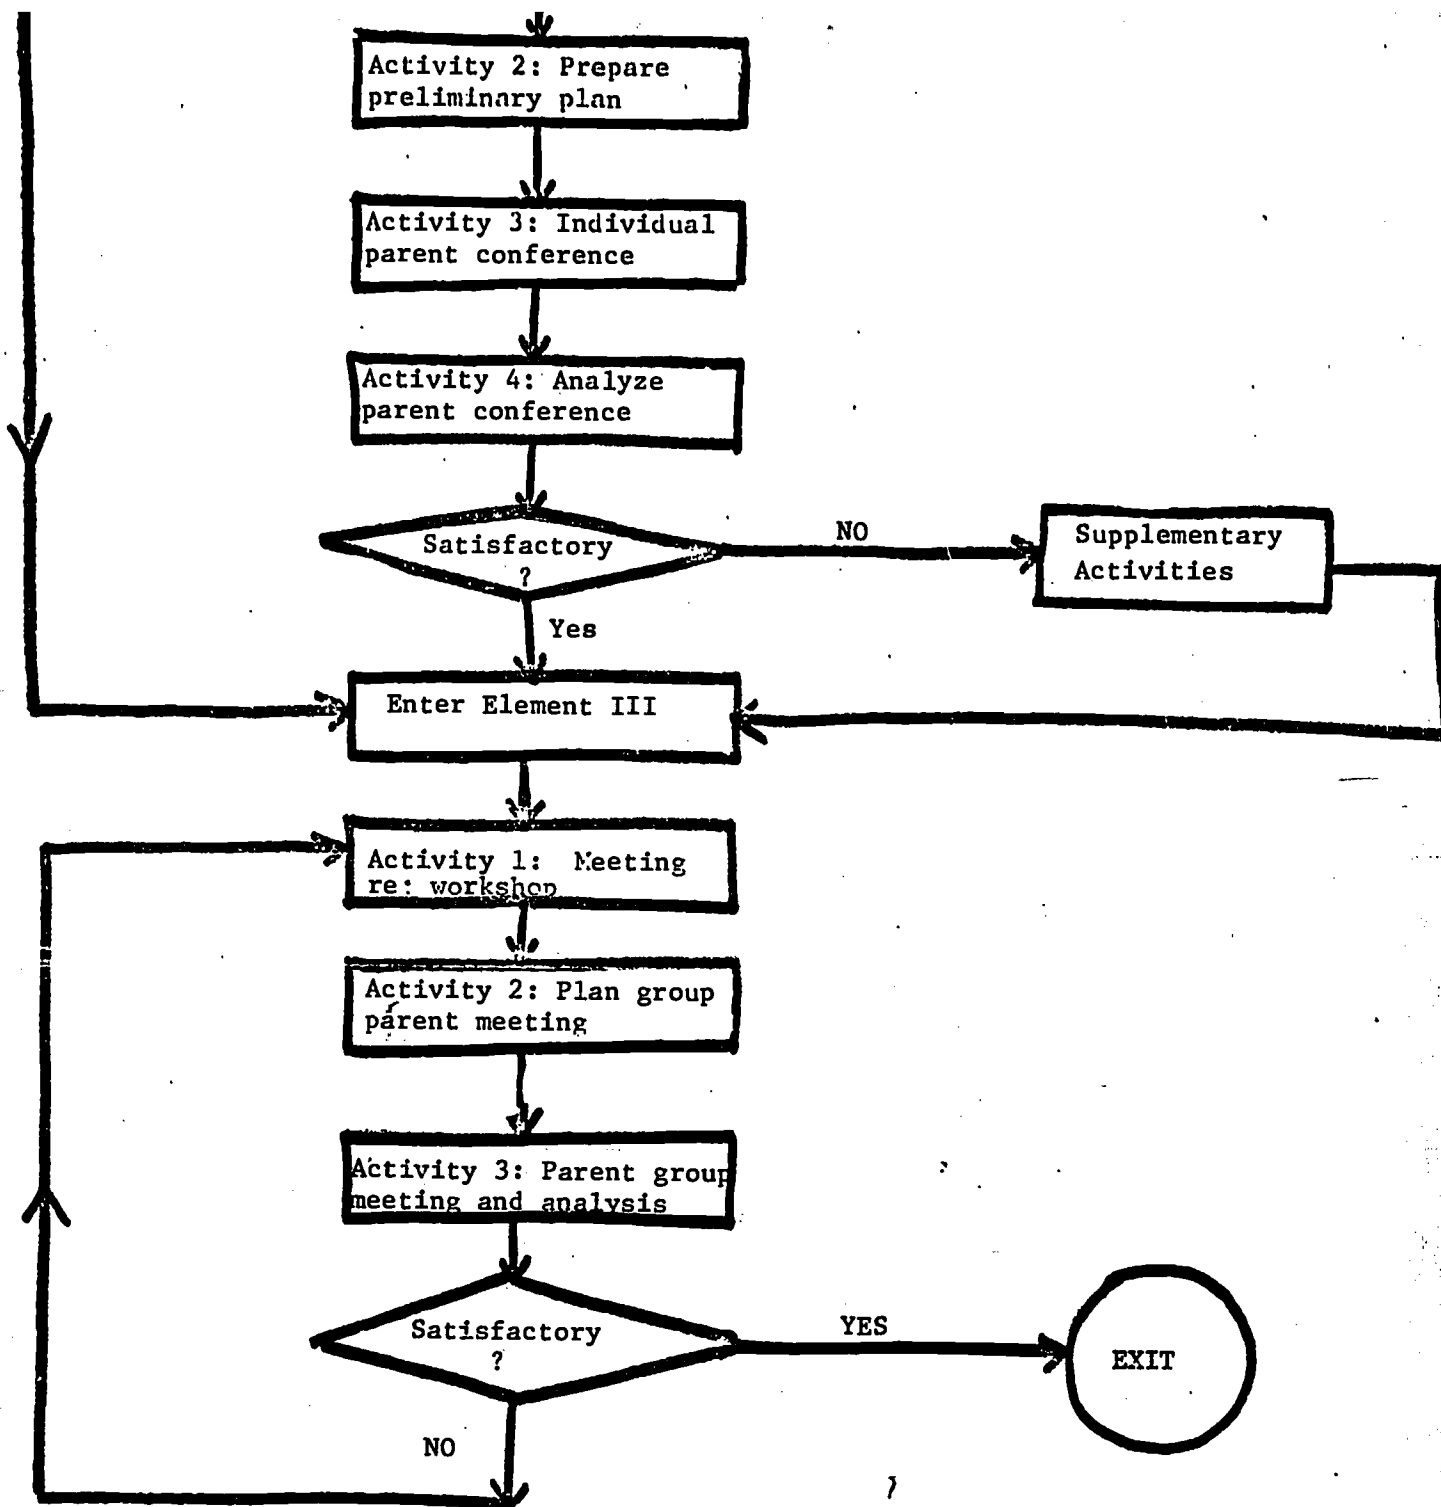 Activity 2: Prepare
preliminary plan
Activity 3: Individual
parent conference
Activity 4: Analyze
parent conference
Satisfactory
?
NO
Supplementary
Activities
Yes
Enter Element III
Activity 1: Meeting
re: workshop
Activity 2: Plan group
parent meeting
Activity 3: Parent group
meeting and analysis
Satisfactory
?
YES
EXIT
NO